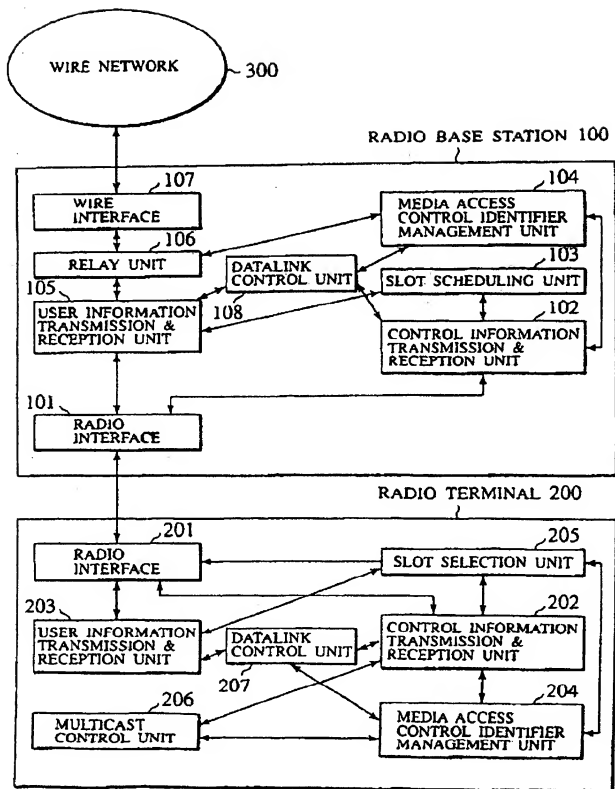 WIRE NETWORK
300
RADIO BASE STATION 100
107
WIRE
INTERFACE
104
MEDIA ACCESS
CONTROL IDENTIFIER
MANAGEMENT UNIT
106
RELAY UNIT
DATALINK
CONTROL UNIT
108
103
SLOT SCHEDULING UNIT
105
USER INFORMATION
TRANSMISSION &
RECEPTION UNIT
102
CONTROL INFORMATION
TRANSMISSION &
RECEPTION UNIT
101
RADIO
INTERFACE
RADIO TERMINAL 200
201
RADIO
INTERFACE
205
SLOT SELECTION UNIT
203
USER INFORMATION
TRANSMISSION &
RECEPTION UNIT
DATALINK
CONTROL UNIT
207
202
CONTROL INFORMATION
TRANSMISSION &
RECEPTION UNIT
206
MULTICAST
CONTROL UNIT
204
MEDIA ACCESS
CONTROL IDENTIFIER
MANAGEMENT UNIT